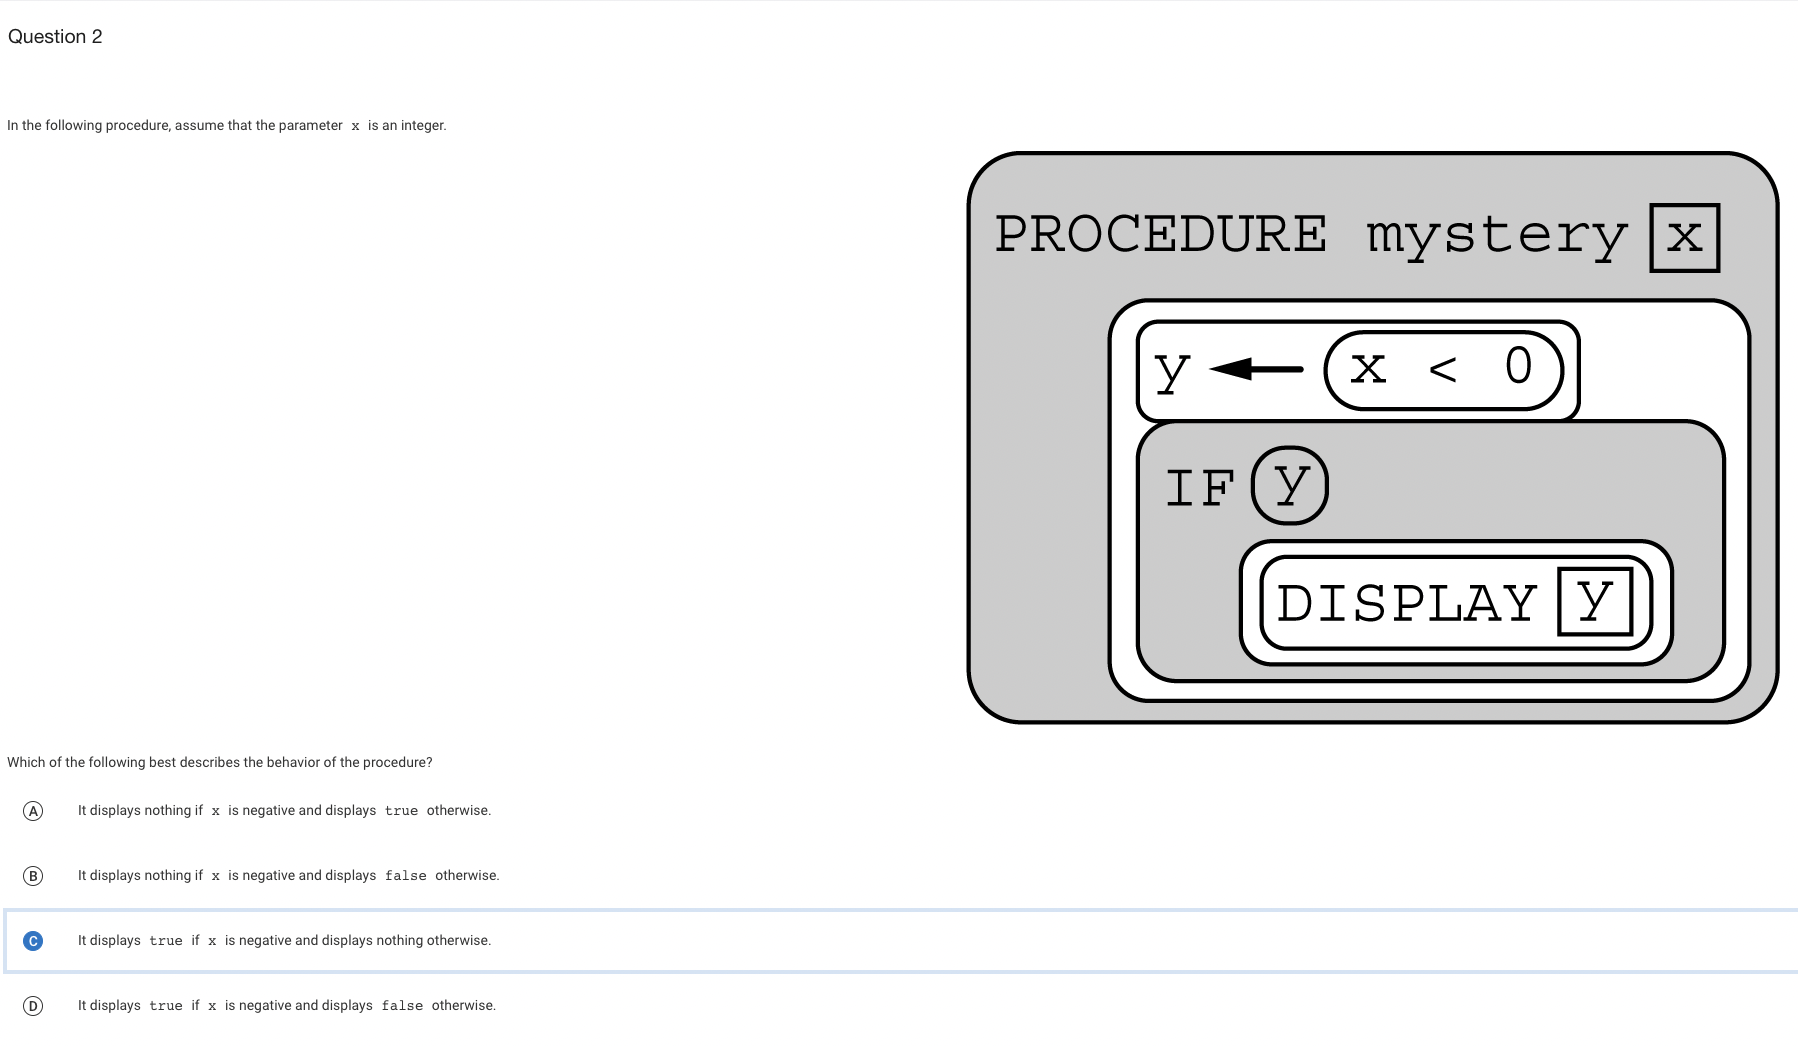 Question 2
In the following procedure, assume that the parameter x is an integer.
PROCEDURE mystery x
y ← x < 0
IF y
DISPLAY y
Which of the following best describes the behavior of the procedure?
A It displays nothing if x is negative and displays true otherwise.
B It displays nothing if x is negative and displays false otherwise.
C It displays true if x is negative and displays nothing otherwise.
D It displays true if x is negative and displays false otherwise.